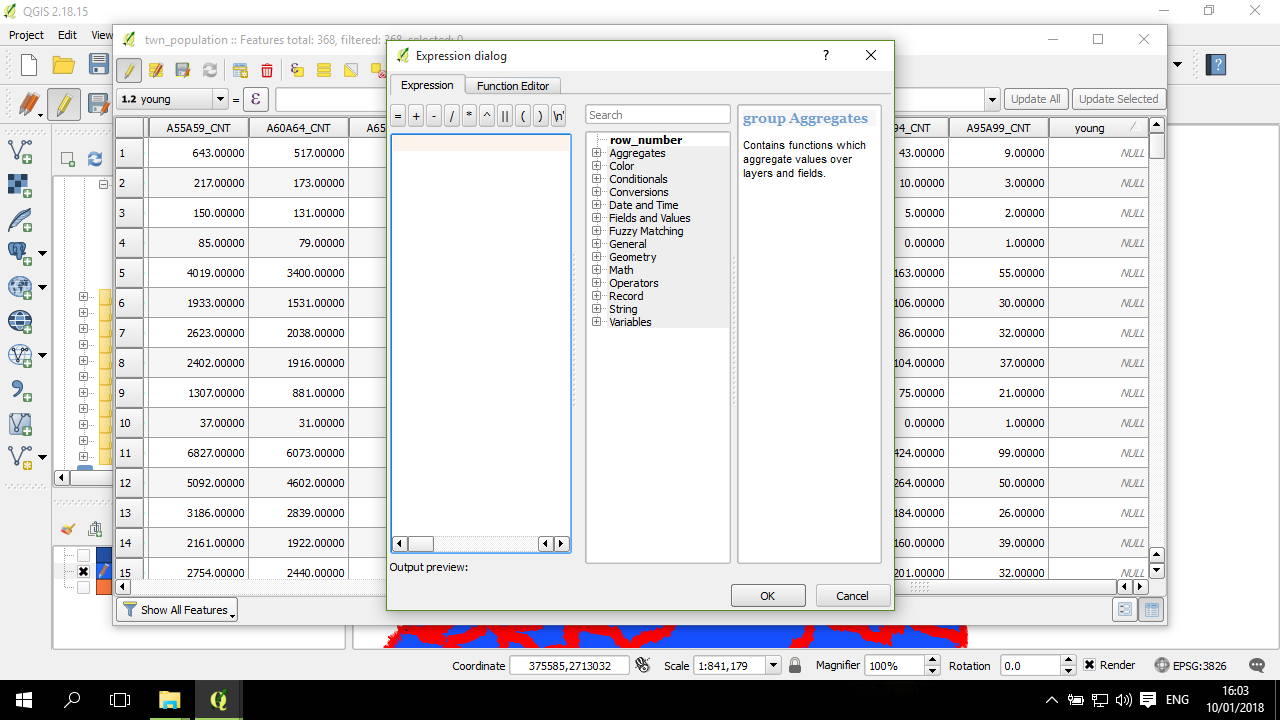 QGIS 2.18.15
Project Edit View
twn_population :: Features total: 368, filtered: 368, selected: 0
Expression dialog
?
Expression Function Editor
1.2 young = ε
Update All Update Selected
= + - / * ^ || ( ) '\n'
Search
group Aggregates
Contains functions which
aggregate values over
layers and fields.
row_number
Aggregates
Color
Conditionals
Conversions
Date and Time
Fields and Values
Fuzzy Matching
General
Geometry
Math
Operators
Record
String
Variables
A55A59_CNT A60A64_CNT A65 94_CNT A95A99_CNT young
1 643.00000 517.00000 43.00000 9.00000 NULL
2 217.00000 173.00000 10.00000 3.00000 NULL
3 150.00000 131.00000 5.00000 2.00000 NULL
4 85.00000 79.00000 0.00000 1.00000 NULL
5 4019.00000 3400.00000 163.00000 55.00000 NULL
6 1933.00000 1531.00000 106.00000 30.00000 NULL
7 2623.00000 2038.00000 86.00000 32.00000 NULL
8 2402.00000 1916.00000 104.00000 37.00000 NULL
9 1307.00000 881.00000 75.00000 21.00000 NULL
10 37.00000 31.00000 0.00000 1.00000 NULL
11 6827.00000 6073.00000 424.00000 99.00000 NULL
12 5092.00000 4602.00000 264.00000 50.00000 NULL
13 3186.00000 2839.00000 184.00000 26.00000 NULL
14 2161.00000 1922.00000 160.00000 39.00000 NULL
15 2754.00000 2440.00000 201.00000 32.00000 NULL
Output preview:
OK Cancel
Show All Features
Coordinate 375585,2713032 Scale 1:841,179 Magnifier 100% Rotation 0.0 Render EPSG:3826
ENG
16:03
10/01/2018